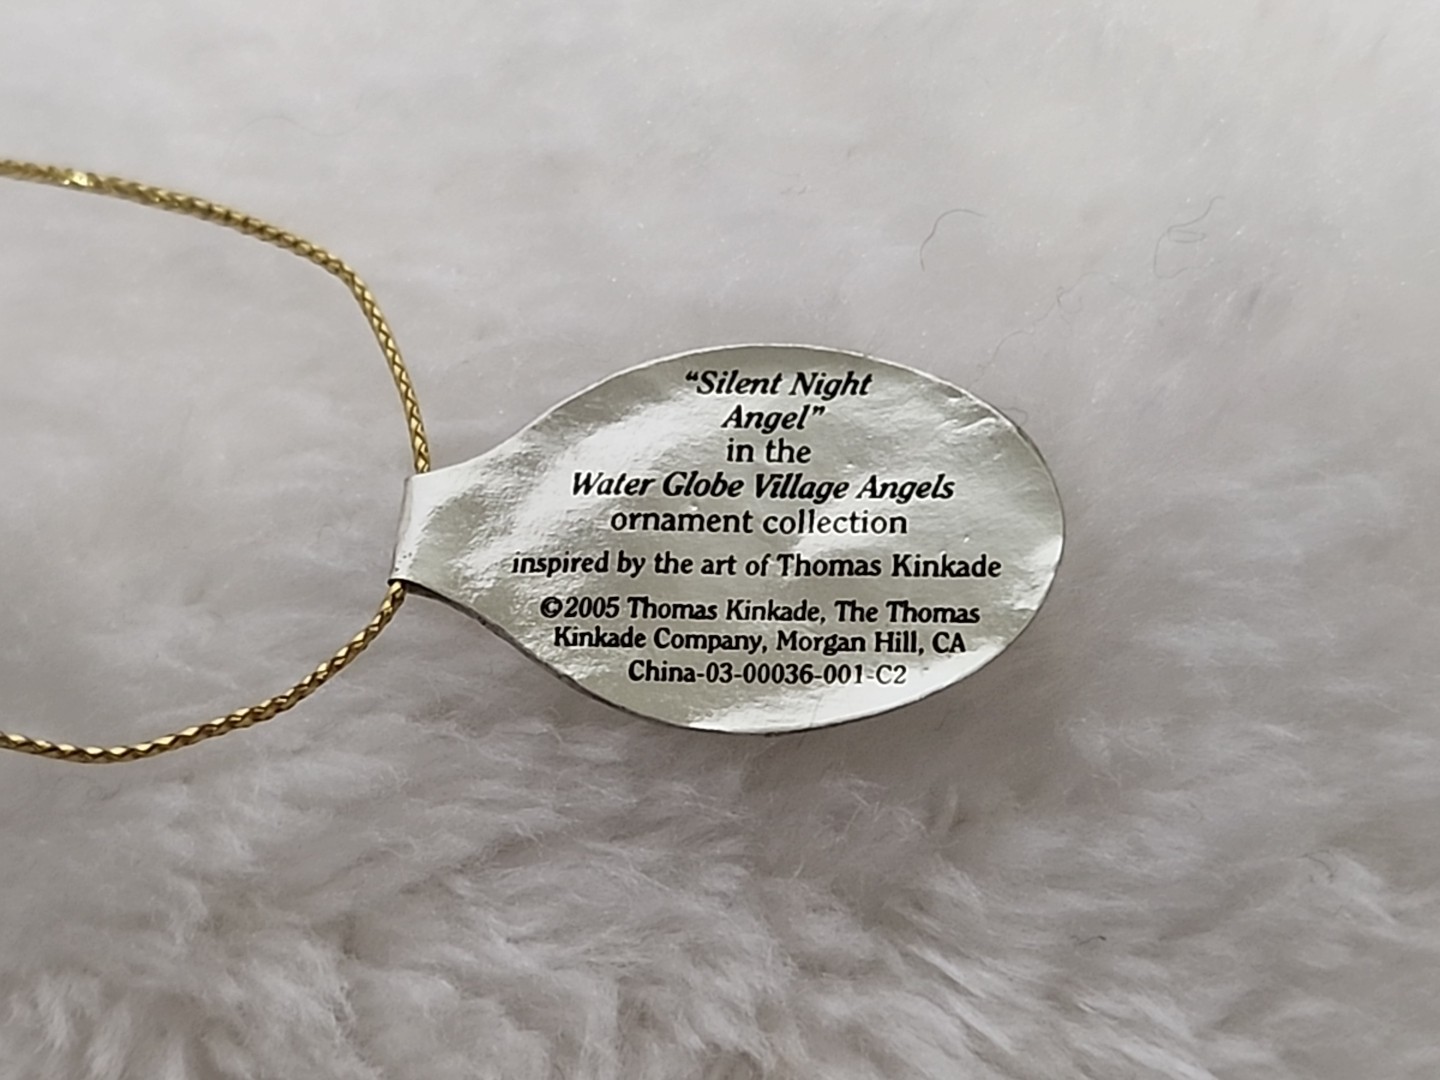 “Silent Night
Angel”
in the
Water Globe Village Angels
ornament collection
inspired by the art of Thomas Kinkade
©2005 Thomas Kinkade, The Thomas
Kinkade Company, Morgan Hill, CA
China-03-00036-001-C2